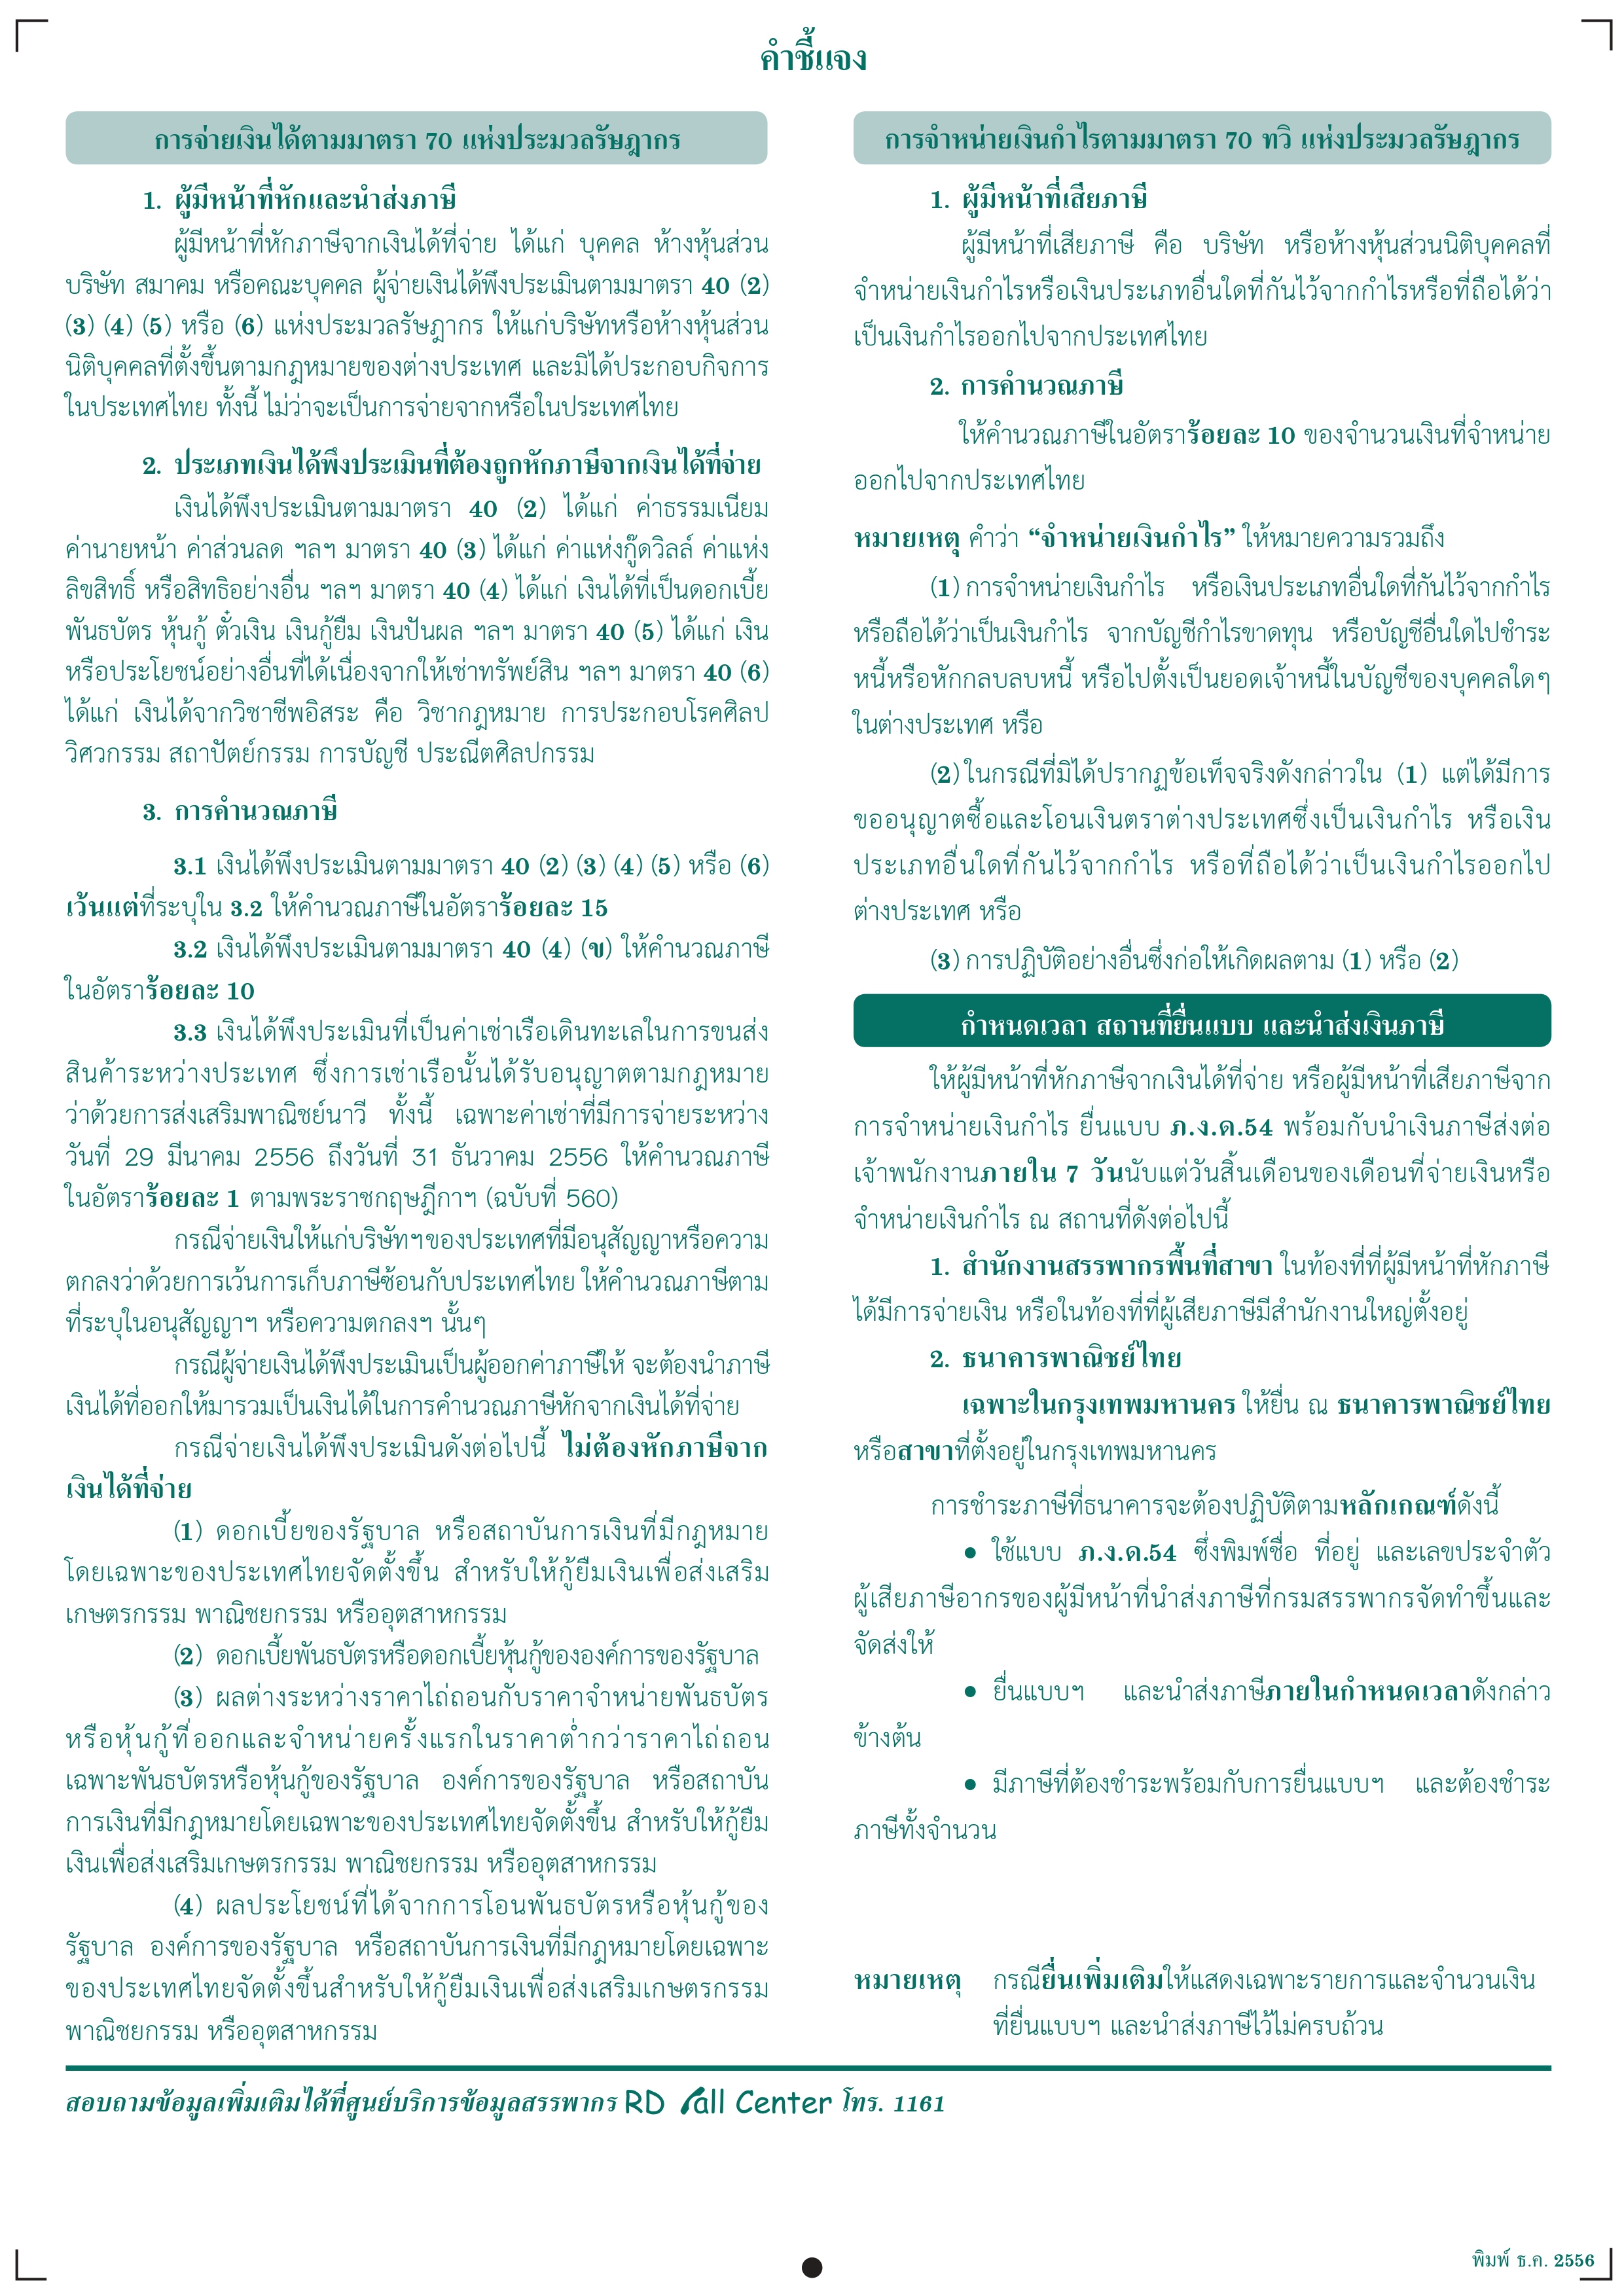 คำชี้แจง
การจ่ายเงินได้ตามมาตรา 70 แห่งประมวลรัษฎากร
1. ผู้มีหน้าที่หักและนำส่งภาษี
ผู้มีหน้าที่หักภาษีจากเงินได้ที่จ่าย ได้แก่ บุคคล ห้างหุ้นส่วน
บริษัท สมาคม หรือคณะบุคคล ผู้จ่ายเงินได้พึงประเมินตามมาตรา 40 (2)
(3) (4) (5) หรือ (6) แห่งประมวลรัษฎากร ให้แก่บริษัทหรือห้างหุ้นส่วน
นิติบุคคลที่ตั้งขึ้นตามกฎหมายของต่างประเทศ และมิได้ประกอบกิจการ
ในประเทศไทย ทั้งนี้ ไม่ว่าจะเป็นการจ่ายจากหรือในประเทศไทย
2. ประเภทเงินได้พึงประเมินที่ต้องถูกหักภาษีจากเงินได้ที่จ่าย
เงินได้พึงประเมินตามมาตรา 40 (2) ได้แก่ ค่าธรรมเนียม
ค่านายหน้า ค่าส่วนลด ฯลฯ มาตรา 40 (3) ได้แก่ ค่าแห่งกู๊ดวิลล์ ค่าแห่ง
ลิขสิทธิ์ หรือสิทธิอย่างอื่น ฯลฯ มาตรา 40 (4) ได้แก่ เงินได้ที่เป็นดอกเบี้ย
พันธบัตร หุ้นกู้ ตั๋วเงิน เงินกู้ยืม เงินปันผล ฯลฯ มาตรา 40 (5) ได้แก่ เงิน
หรือประโยชน์อย่างอื่นที่ได้เนื่องจากให้เช่าทรัพย์สิน ฯลฯ มาตรา 40 (6)
ได้แก่ เงินได้จากวิชาชีพอิสระ คือ วิชากฎหมาย การประกอบโรคศิลป
วิศวกรรม สถาปัตย์กรรม การบัญชี ประณีตศิลปกรรม
3. การคำนวณภาษี
3.1 เงินได้พึงประเมินตามมาตรา 40 (2) (3) (4) (5) หรือ (6)
เว้นแต่ที่ระบุใน 3.2 ให้คำนวณภาษีในอัตราร้อยละ 15
3.2 เงินได้พึงประเมินตามมาตรา 40 (4) (ข) ให้คำนวณภาษี
ในอัตราร้อยละ 10
3.3 เงินได้พึงประเมินที่เป็นค่าเช่าเรือเดินทะเลในการขนส่ง
สินค้าระหว่างประเทศ ซึ่งการเช่าเรือนั้นได้รับอนุญาตตามกฎหมาย
ว่าด้วยการส่งเสริมพาณิชย์นาวี ทั้งนี้ เฉพาะค่าเช่าที่มีการจ่ายระหว่าง
วันที่ 29 มีนาคม 2556 ถึงวันที่ 31 ธันวาคม 2556 ให้คำนวณภาษี
ในอัตราร้อยละ 1 ตามพระราชกฤษฎีกาฯ (ฉบับที่ 560)
กรณีจ่ายเงินให้แก่บริษัทฯของประเทศที่มีอนุสัญญาหรือความ
ตกลงว่าด้วยการเว้นการเก็บภาษีซ้อนกับประเทศไทย ให้คำนวณภาษีตาม
ที่ระบุในอนุสัญญาฯ หรือความตกลงฯ นั้นๆ
กรณีผู้จ่ายเงินได้พึงประเมินเป็นผู้ออกค่าภาษีให้ จะต้องนำภาษี
เงินได้ที่ออกให้มารวมเป็นเงินได้ในการคำนวณภาษีหักจากเงินได้ที่จ่าย
กรณีจ่ายเงินได้พึงประเมินดังต่อไปนี้ ไม่ต้องหักภาษีจาก
เงินได้ที่จ่าย
(1) ดอกเบี้ยของรัฐบาล หรือสถาบันการเงินที่มีกฎหมาย
โดยเฉพาะของประเทศไทยจัดตั้งขึ้น สำหรับให้กู้ยืมเงินเพื่อส่งเสริม
เกษตรกรรม พาณิชยกรรม หรืออุตสาหกรรม
(2) ดอกเบี้ยพันธบัตรหรือดอกเบี้ยหุ้นกู้ขององค์การของรัฐบาล
(3) ผลต่างระหว่างราคาไถ่ถอนกับราคาจำหน่ายพันธบัตร
หรือหุ้นกู้ที่ออกและจำหน่ายครั้งแรกในราคาต่ำกว่าราคาไถ่ถอน
เฉพาะพันธบัตรหรือหุ้นกู้ของรัฐบาล องค์การของรัฐบาล หรือสถาบัน
การเงินที่มีกฎหมายโดยเฉพาะของประเทศไทยจัดตั้งขึ้น สำหรับให้กู้ยืม
เงินเพื่อส่งเสริมเกษตรกรรม พาณิชยกรรม หรืออุตสาหกรรม
(4) ผลประโยชน์ที่ได้จากการโอนพันธบัตรหรือหุ้นกู้ของ
รัฐบาล องค์การของรัฐบาล หรือสถาบันการเงินที่มีกฎหมายโดยเฉพาะ
ของประเทศไทยจัดตั้งขึ้นสำหรับให้กู้ยืมเงินเพื่อส่งเสริมเกษตรกรรม
พาณิชยกรรม หรืออุตสาหกรรม
การจำหน่ายเงินกำไรตามมาตรา 70 ทวิ แห่งประมวลรัษฎากร
1. ผู้มีหน้าที่เสียภาษี
ผู้มีหน้าที่เสียภาษี คือ บริษัท หรือห้างหุ้นส่วนนิติบุคคลที่
จำหน่ายเงินกำไรหรือเงินประเภทอื่นใดที่กันไว้จากกำไรหรือที่ถือได้ว่า
เป็นเงินกำไรออกไปจากประเทศไทย
2. การคำนวณภาษี
ให้คำนวณภาษีในอัตราร้อยละ 10 ของจำนวนเงินที่จำหน่าย
ออกไปจากประเทศไทย
หมายเหตุ คำว่า “จำหน่ายเงินกำไร” ให้หมายความรวมถึง
(1) การจำหน่ายเงินกำไร หรือเงินประเภทอื่นใดที่กันไว้จากกำไร
หรือถือได้ว่าเป็นเงินกำไร จากบัญชีกำไรขาดทุน หรือบัญชีอื่นใดไปชำระ
หนี้หรือหักกลบลบหนี้ หรือไปตั้งเป็นยอดเจ้าหนี้ในบัญชีของบุคคลใดๆ
ในต่างประเทศ หรือ
(2) ในกรณีที่มิได้ปรากฏข้อเท็จจริงดังกล่าวใน (1) แต่ได้มีการ
ขออนุญาตซื้อและโอนเงินตราต่างประเทศซึ่งเป็นเงินกำไร หรือเงิน
ประเภทอื่นใดที่กันไว้จากกำไร หรือที่ถือได้ว่าเป็นเงินกำไรออกไป
ต่างประเทศ หรือ
(3) การปฏิบัติอย่างอื่นซึ่งก่อให้เกิดผลตาม (1) หรือ (2)
กำหนดเวลา สถานที่ยื่นแบบ และนำส่งเงินภาษี
ให้ผู้มีหน้าที่หักภาษีจากเงินได้ที่จ่าย หรือผู้มีหน้าที่เสียภาษีจาก
การจำหน่ายเงินกำไร ยื่นแบบ ภ.ง.ด.54 พร้อมกับนำเงินภาษีส่งต่อ
เจ้าพนักงานภายใน 7 วันนับแต่วันสิ้นเดือนของเดือนที่จ่ายเงินหรือ
จำหน่ายเงินกำไร ณ สถานที่ดังต่อไปนี้
1. สำนักงานสรรพากรพื้นที่สาขา ในท้องที่ที่ผู้มีหน้าที่หักภาษี
ได้มีการจ่ายเงิน หรือในท้องที่ที่ผู้เสียภาษีมีสำนักงานใหญ่ตั้งอยู่
2. ธนาคารพาณิชย์ไทย
เฉพาะในกรุงเทพมหานคร ให้ยื่น ณ ธนาคารพาณิชย์ไทย
หรือสาขาที่ตั้งอยู่ในกรุงเทพมหานคร
การชำระภาษีที่ธนาคารจะต้องปฏิบัติตามหลักเกณฑ์ดังนี้
● ใช้แบบ ภ.ง.ด.54 ซึ่งพิมพ์ชื่อ ที่อยู่ และเลขประจำตัว
ผู้เสียภาษีอากรของผู้มีหน้าที่นำส่งภาษีที่กรมสรรพากรจัดทำขึ้นและ
จัดส่งให้
● ยื่นแบบฯ และนำส่งภาษีภายในกำหนดเวลาดังกล่าว
ข้างต้น
● มีภาษีที่ต้องชำระพร้อมกับการยื่นแบบฯ และต้องชำระ
ภาษีทั้งจำนวน
หมายเหตุ กรณียื่นเพิ่มเติมให้แสดงเฉพาะรายการและจำนวนเงิน
ที่ยื่นแบบฯ และนำส่งภาษีไว้ไม่ครบถ้วน
สอบถามข้อมูลเพิ่มเติมได้ที่ศูนย์บริการข้อมูลสรรพากร RD Call Center โทร. 1161
พิมพ์ ธ.ค. 2556